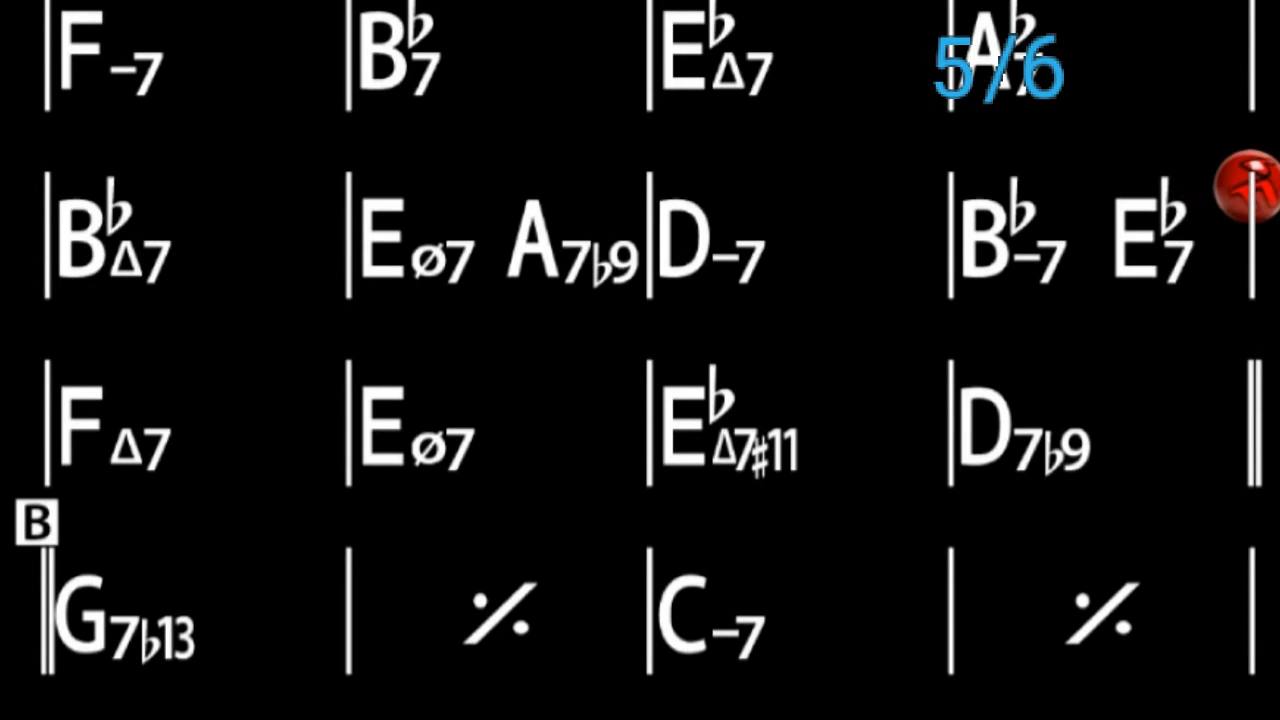 F–7 B♭7 E♭Δ7 A♭7
5/6
B♭Δ7 Eø7 A7♭9 D–7 B♭–7 E♭7
FΔ7 Eø7 E♭Δ7♯11 D7♭9
B
G7♭13 𝄎 C–7 𝄎